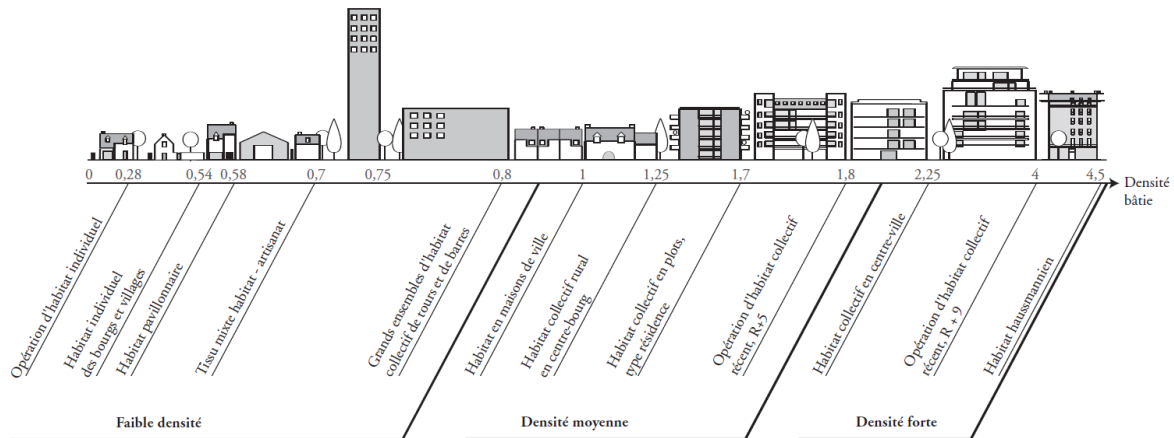 0 0,28 0,54 0,58 0,7 0,75 0,8 1 1,25 1,7 1,8 2,25 4 4,5
Densité
bâtie
Opération d'habitat individuel
Habitat individuel
des bourgs et villages
Habitat pavillonnaire
Tissu mixte habitat - artisanat
Grands ensembles d'habitat
collectif de tours et de barres
Habitat en maisons de ville
Habitat collectif rural
en centre-bourg
Habitat collectif en plots,
type résidence
Opération d'habitat collectif
récent, R+5
Habitat collectif en centre-ville
Opération d'habitat collectif
récent, R + 9
Habitat haussmannien
Faible densité
Densité moyenne
Densité forte